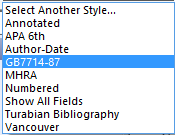 Select Another Style...
Annotated
APA 6th
Author-Date
GB7714-87
MHRA
Numbered
Show All Fields
Turabian Bibliography
Vancouver